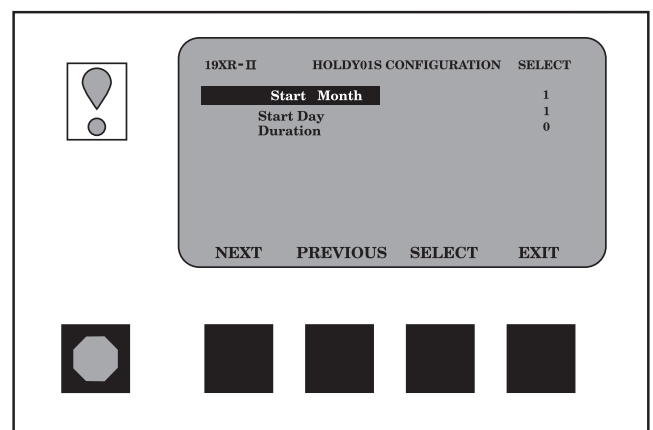 19XR-II HOLDY01S CONFIGURATION SELECT
Start Month 1
Start Day 1
Duration 0
NEXT PREVIOUS SELECT EXIT